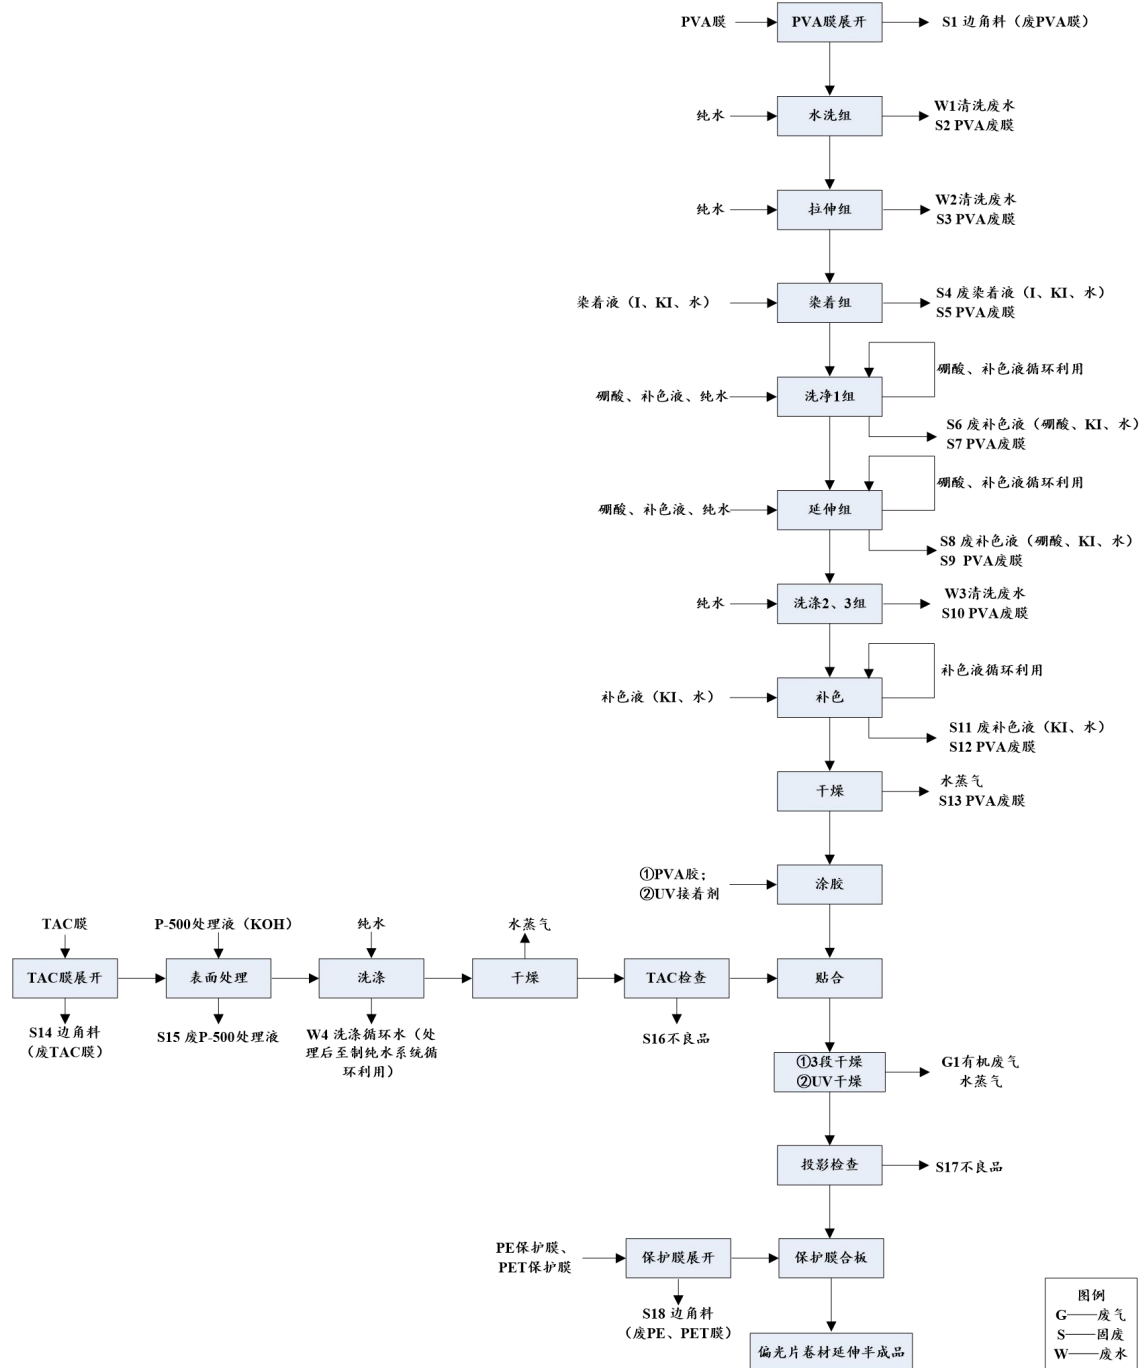 PVA膜
PVA膜展开
S1 边角料（废PVA膜）
纯水
水洗组
W1清洗废水
S2 PVA废膜
纯水
拉伸组
W2清洗废水
S3 PVA废膜
染着液（I、KI、水）
染着组
S4 废染着液（I、KI、水）
S5 PVA废膜
硼酸、补色液循环利用
硼酸、补色液、纯水
洗净1组
S6 废补色液（硼酸、KI、水）
S7 PVA废膜
硼酸、补色液循环利用
硼酸、补色液、纯水
延伸组
S8 废补色液（硼酸、KI、水）
S9 PVA废膜
纯水
洗涤2、3组
W3清洗废水
S10 PVA废膜
补色液循环利用
补色液（KI、水）
补色
S11 废补色液（KI、水）
S12 PVA废膜
干燥
水蒸气
S13 PVA废膜
①PVA胶；
②UV接着剂
涂胶
TAC膜
P-500处理液（KOH）
纯水
水蒸气
TAC膜展开
表面处理
洗涤
干燥
TAC检查
贴合
S14 边角料
（废TAC膜）
S15 废P-500处理液
W4 洗涤循环水（处
理后至制纯水系统循
环利用）
S16不良品
①3段干燥
②UV干燥
G1有机废气
水蒸气
投影检查
S17不良品
PE保护膜、
PET保护膜
保护膜展开
保护膜合板
S18 边角料
（废PE、PET膜）
偏光片卷材延伸半成品
图例
G——废气
S——固废
W——废水